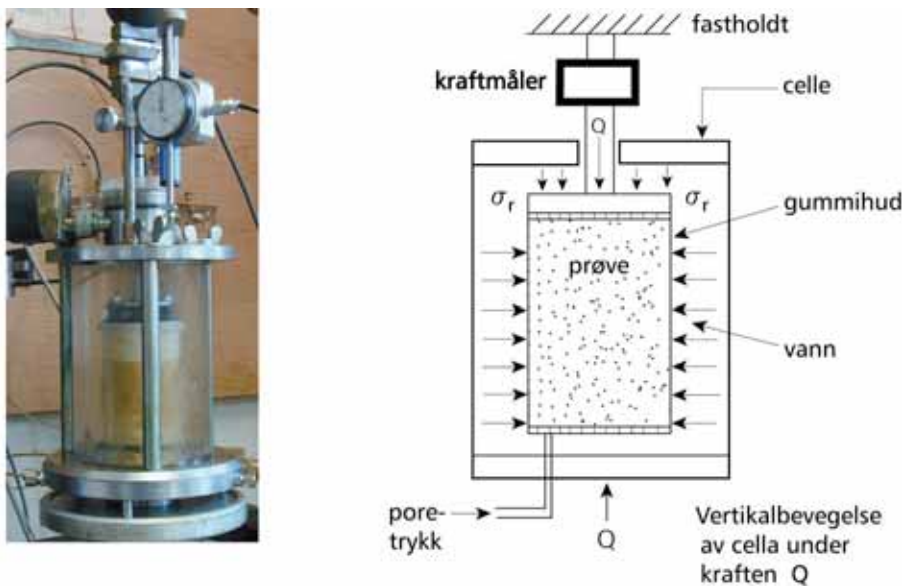 fastholdt
kraftmåler
celle
Q
σr
σr
gummihud
prøve
vann
pore-
trykk
Q
Vertikalbevegelse
av cella under
kraften Q